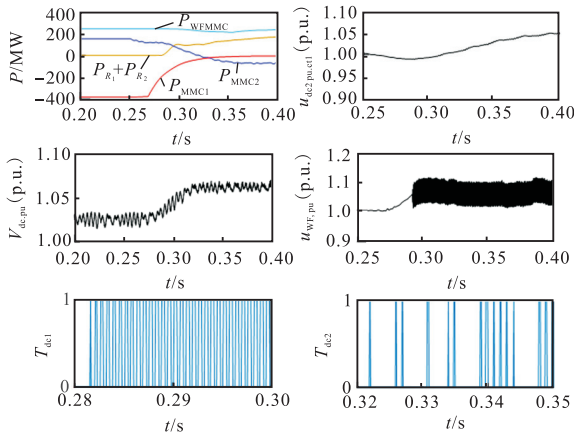 400
200
0
−200
−400
P/MW
P_WFMMC
P_R1+P_R2
P_MMC1
P_MMC2
0.20 0.25 0.30 0.35 0.40
t/s
1.10
1.05
1.00
0.95
0.90
u_dc2 pu.ct1 (p.u.)
0.25 0.30 0.35 0.40
t/s
1.10
1.05
1.00
V_dc.pu (p.u.)
0.20 0.25 0.30 0.35 0.40
t/s
1.2
1.1
1.0
0.9
u_WF,pu (p.u.)
0.25 0.30 0.35 0.40
t/s
1
0
T_dc1
0.28 0.29 0.30
t/s
1
0
T_dc2
0.32 0.33 0.34 0.35
t/s